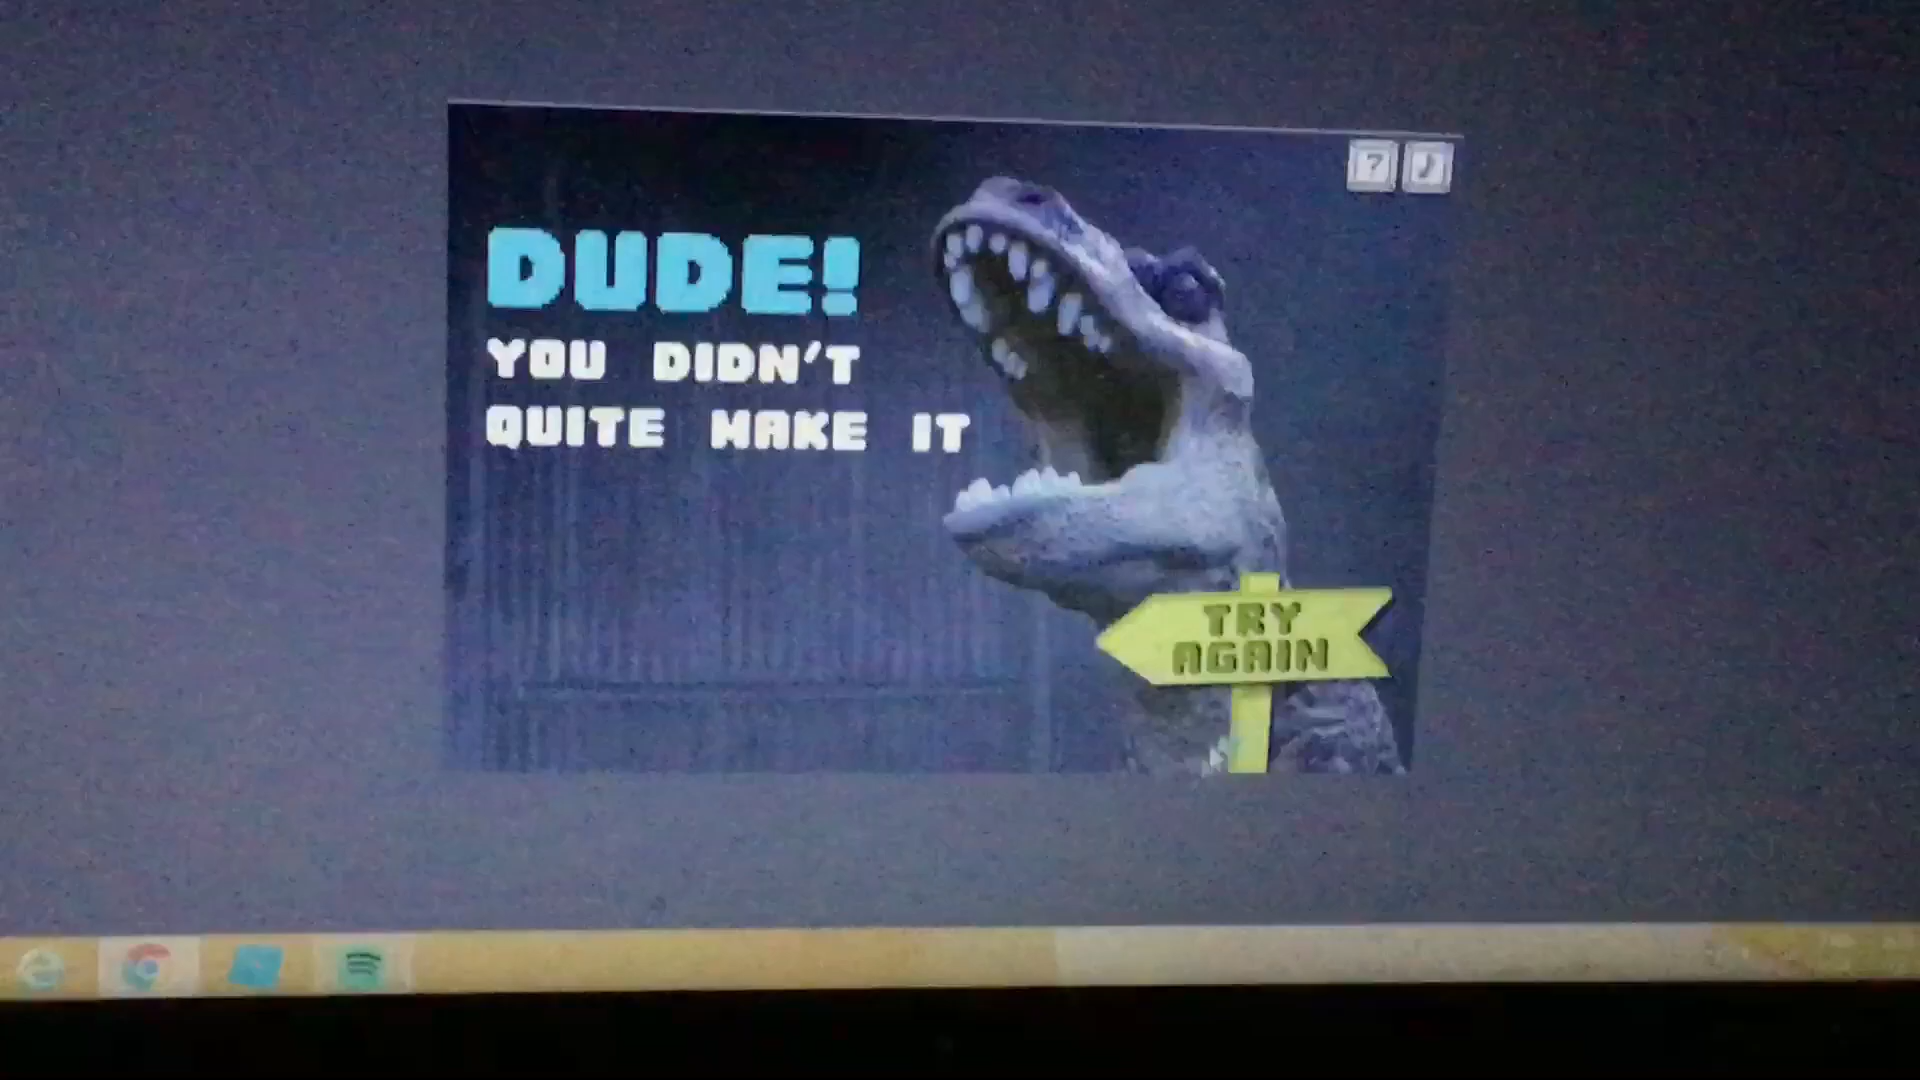 ?
DUDE!
YOU DIDN'T
QUITE MAKE IT
TRY
AGAIN